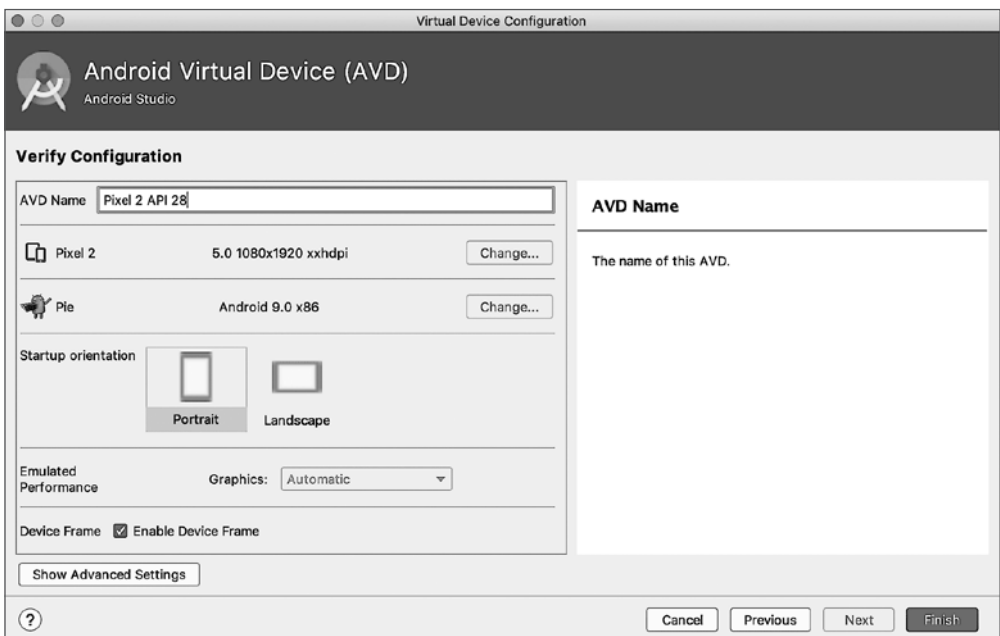 Virtual Device Configuration
Android Virtual Device (AVD)
Android Studio
Verify Configuration
AVD Name Pixel 2 API 28
Pixel 2 5.0 1080x1920 xxhdpi Change...
Pie Android 9.0 x86 Change...
Startup orientation
Portrait Landscape
Emulated
Performance
Graphics: Automatic
Device Frame Enable Device Frame
Show Advanced Settings
AVD Name
The name of this AVD.
? Cancel Previous Next Finish